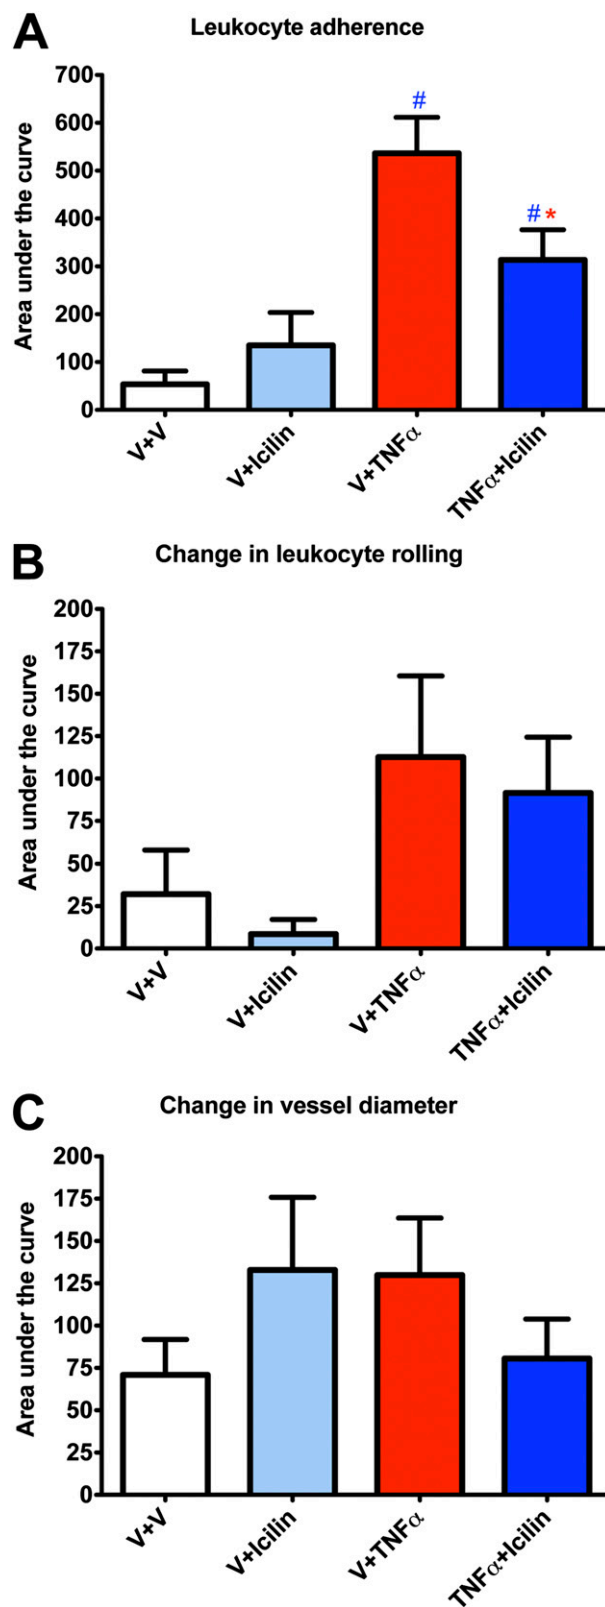 A
Leukocyte adherence
Area under the curve
700
600
500
400
300
200
100
0
#
#*
V+V
V+Icilin
V+TNFα
TNFα+Icilin
B
Change in leukocyte rolling
Area under the curve
200
175
150
125
100
75
50
25
0
V+V
V+Icilin
V+TNFα
TNFα+Icilin
C
Change in vessel diameter
Area under the curve
200
175
150
125
100
75
50
25
0
V+V
V+Icilin
V+TNFα
TNFα+Icilin